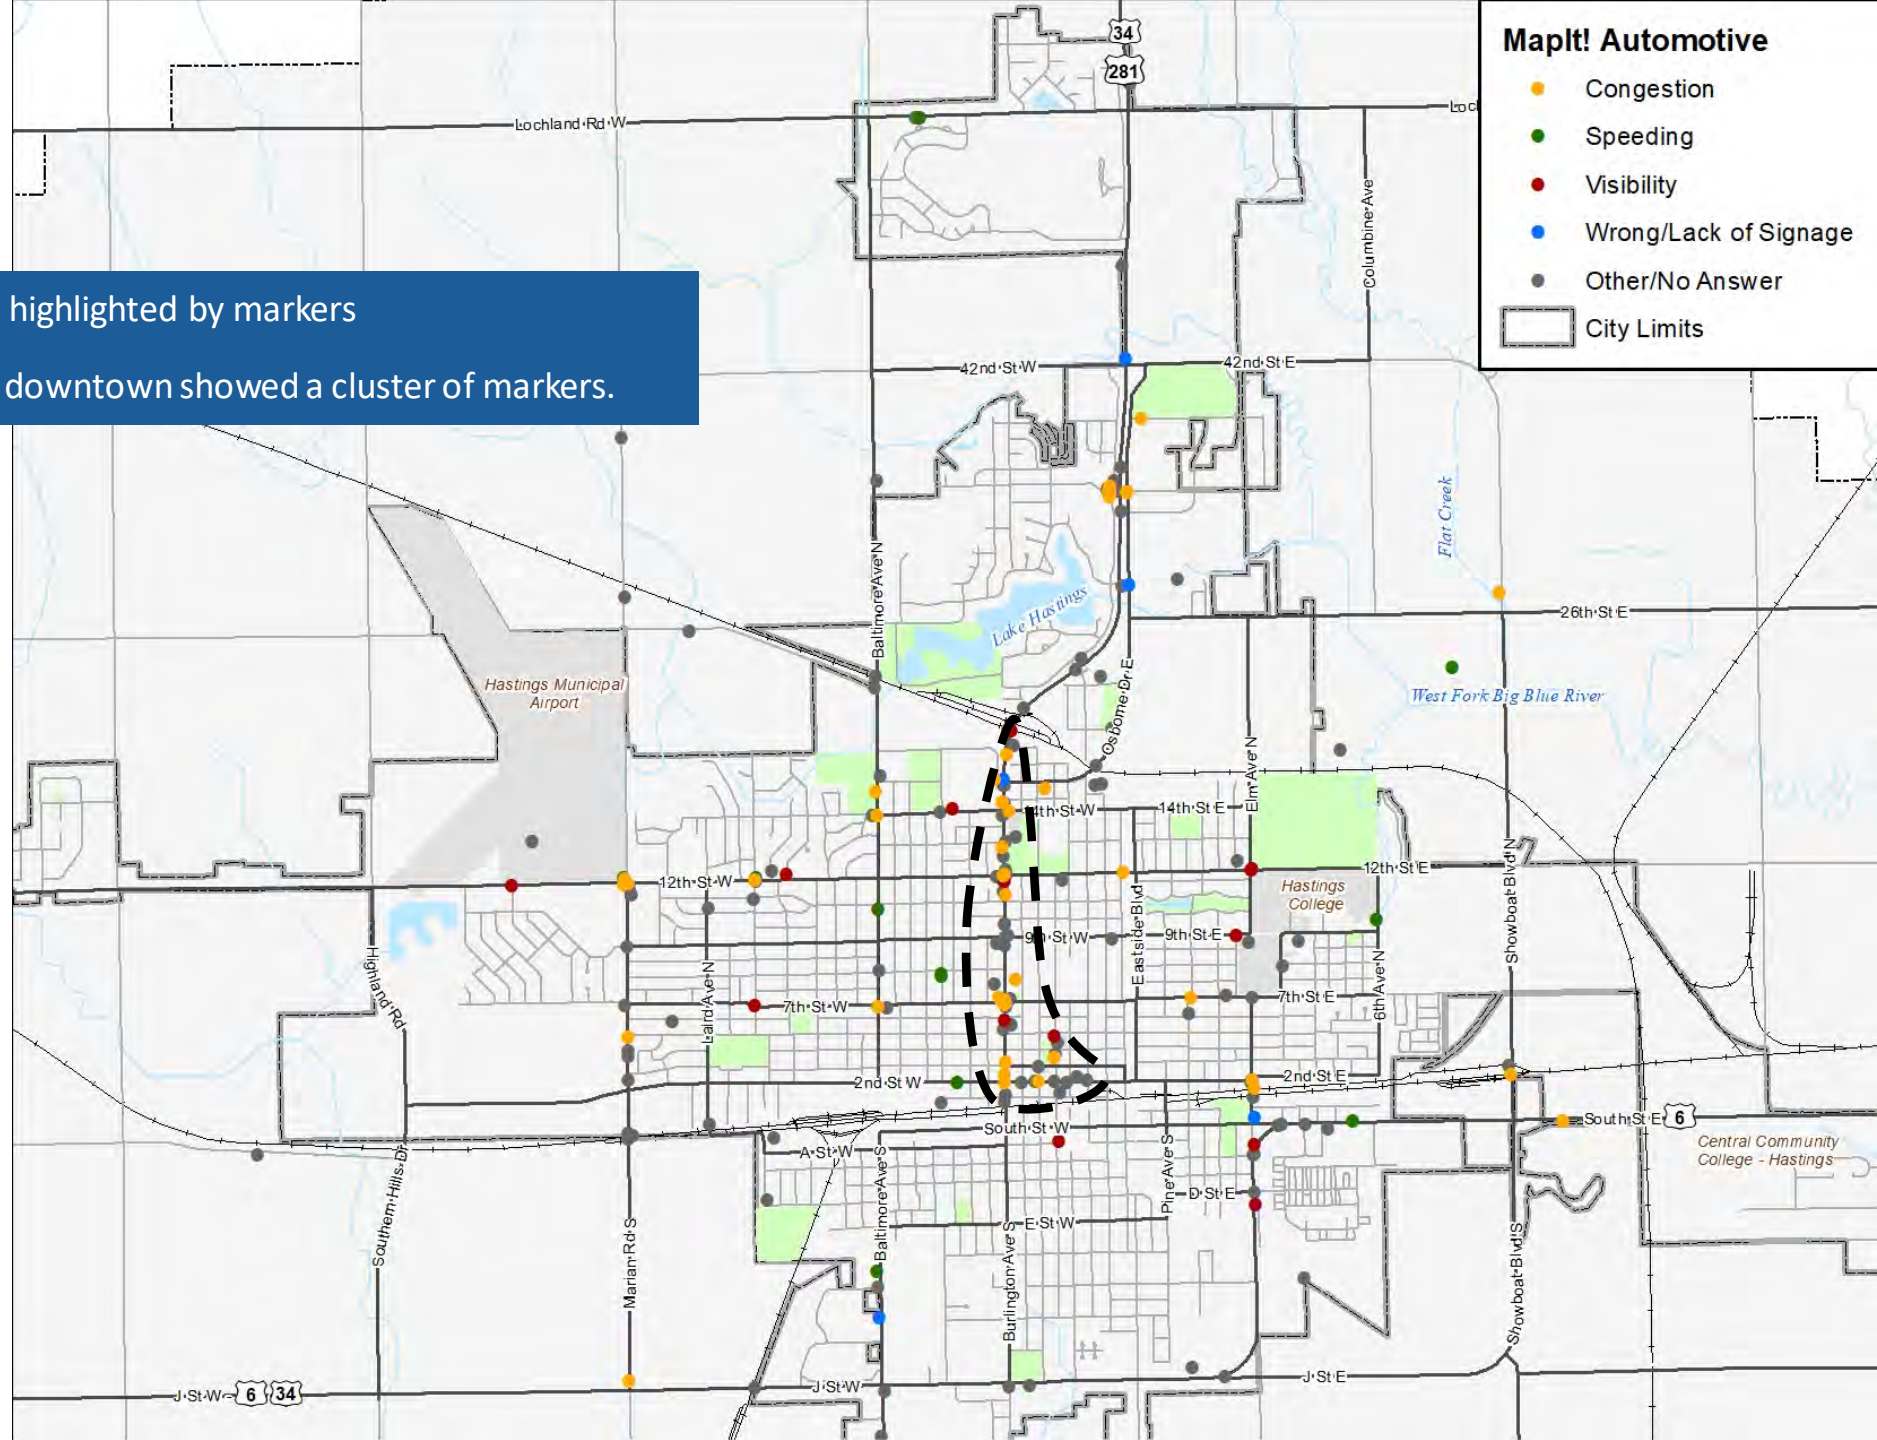 34
281
MapIt! Automotive
Congestion
Speeding
Visibility
Wrong/Lack of Signage
Other/No Answer
City Limits
Lochland Rd W
Loc
Columbine Ave
highlighted by markers
downtown showed a cluster of markers.
42nd St W
42nd St E
Flat Creek
Baltimore Ave N
Lake Hastings
26th St E
Hastings Municipal
Airport
Osborne Dr E
West Fork Big Blue River
Elm Ave N
14th St W
14th St E
12th St W
12th St E
Hastings
College
Eastside Blvd
Showboat Blvd N
9th St W
9th St E
Highland Rd
Laird Ave N
6th Ave N
7th St W
7th St E
2nd St W
2nd St E
South St W
South St E 6
A St W
Central Community
College - Hastings
Southern Hills Dr
Baltimore Ave S
Pine Ave S
D St E
E St W
Marian Rd S
Burlington Ave S
Showboat Blvd S
J St W 6 34
J St W
J St E